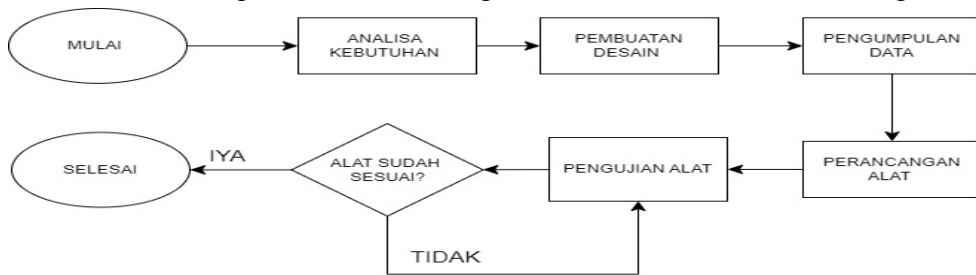 MULAI
ANALISA
KEBUTUHAN
PEMBUATAN
DESAIN
PENGUMPULAN
DATA
PERANCANGAN
ALAT
PENGUJIAN ALAT
ALAT SUDAH
SESUAI?
IYA
SELESAI
TIDAK